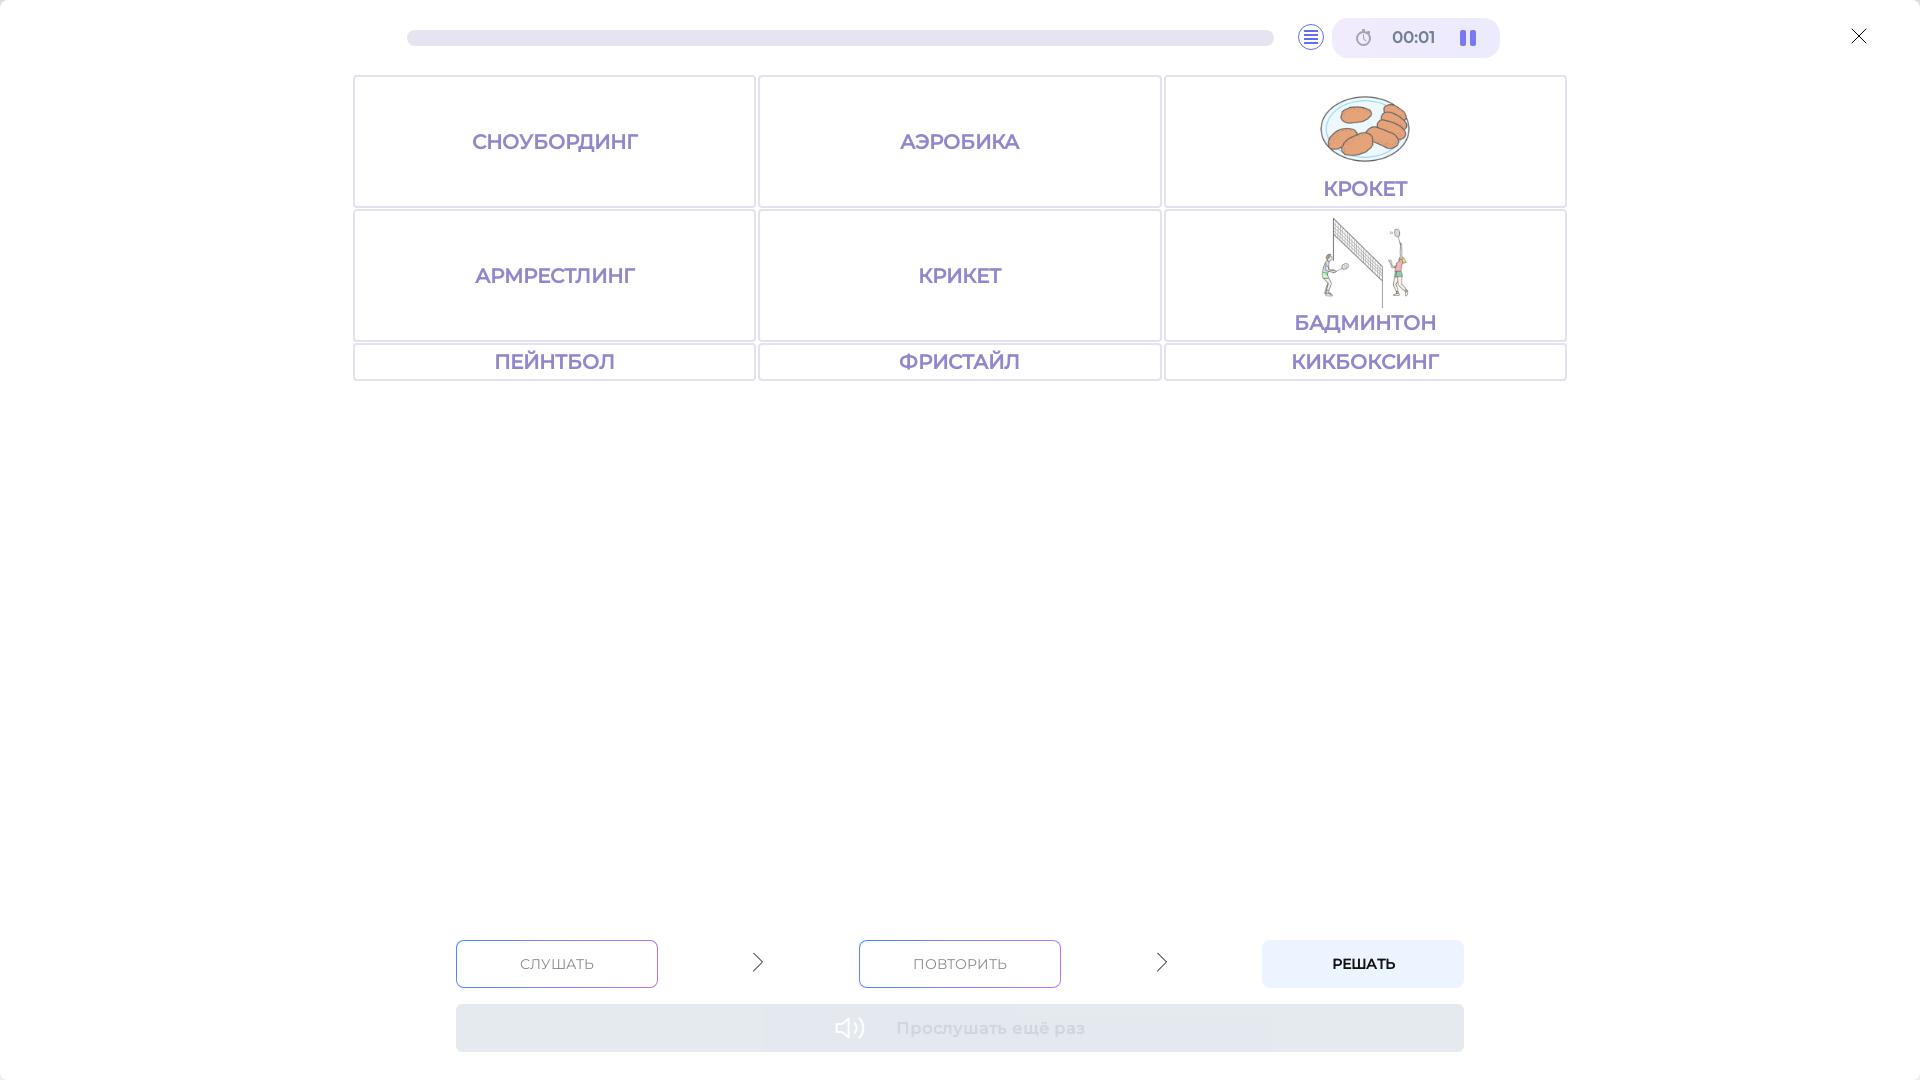 00:01
СНОУБОРДИНГ
АЭРОБИКА
КРОКЕТ
АРМРЕСТЛИНГ
КРИКЕТ
БАДМИНТОН
ПЕЙНТБОЛ
ФРИСТАЙЛ
КИКБОКСИНГ
СЛУШАТЬ
ПОВТОРИТЬ
РЕШАТЬ
Прослушать ещё раз